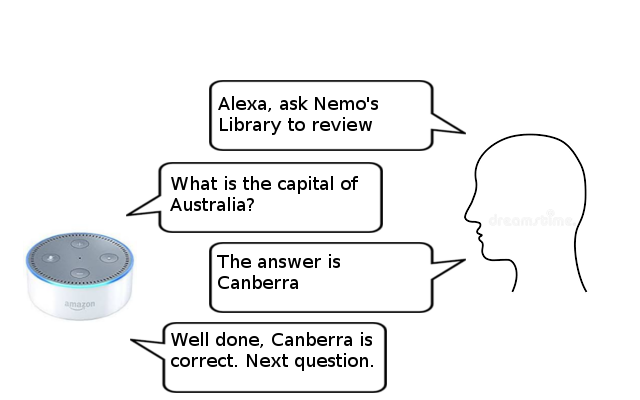 Alexa, ask Nemo's
Library to review
What is the capital of
Australia?
dreamstime
The answer is
Canberra
amazon
Well done, Canberra is
correct. Next question.